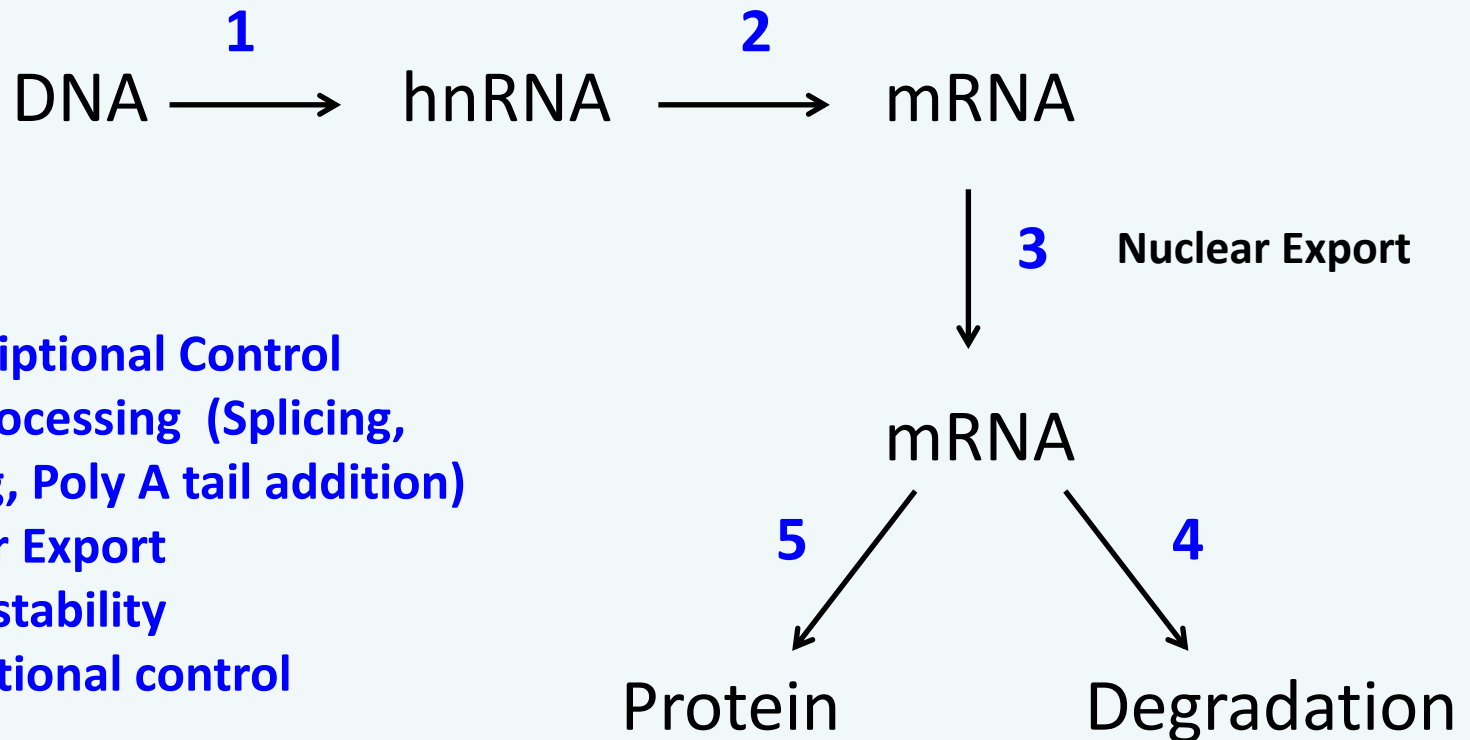 1 2
DNA hnRNA mRNA
3 Nuclear Export
iptional Control
ocessing (Splicing,
mRNA
g, Poly A tail addition)
r Export
5 4
stability
tional control
Protein Degradation